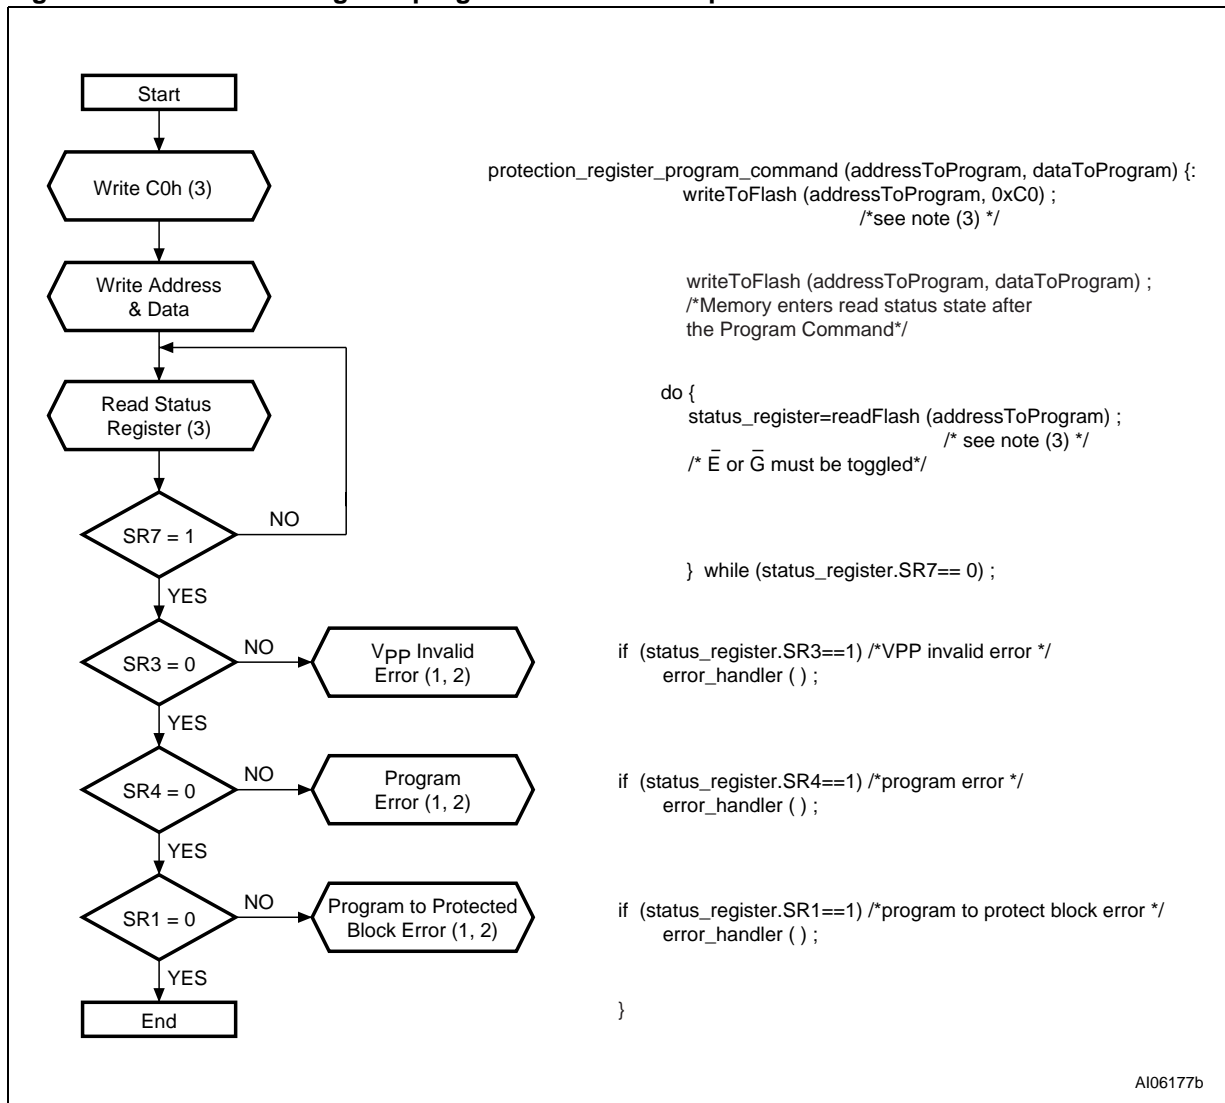 Start
Write C0h (3)
protection_register_program_command (addressToProgram, dataToProgram) {:
writeToFlash (addressToProgram, 0xC0) ;
/*see note (3) */
Write Address
& Data
writeToFlash (addressToProgram, dataToProgram) ;
/*Memory enters read status state after
the Program Command*/
Read Status
Register (3)
do {
status_register=readFlash (addressToProgram) ;
/* see note (3) */
/* E̅ or G̅ must be toggled*/
SR7 = 1
NO
} while (status_register.SR7== 0) ;
YES
SR3 = 0
NO
VPP Invalid
Error (1, 2)
if (status_register.SR3==1) /*VPP invalid error */
error_handler ( ) ;
YES
SR4 = 0
NO
Program
Error (1, 2)
if (status_register.SR4==1) /*program error */
error_handler ( ) ;
YES
SR1 = 0
NO
Program to Protected
Block Error (1, 2)
if (status_register.SR1==1) /*program to protect block error */
error_handler ( ) ;
YES
End
}
AI06177b